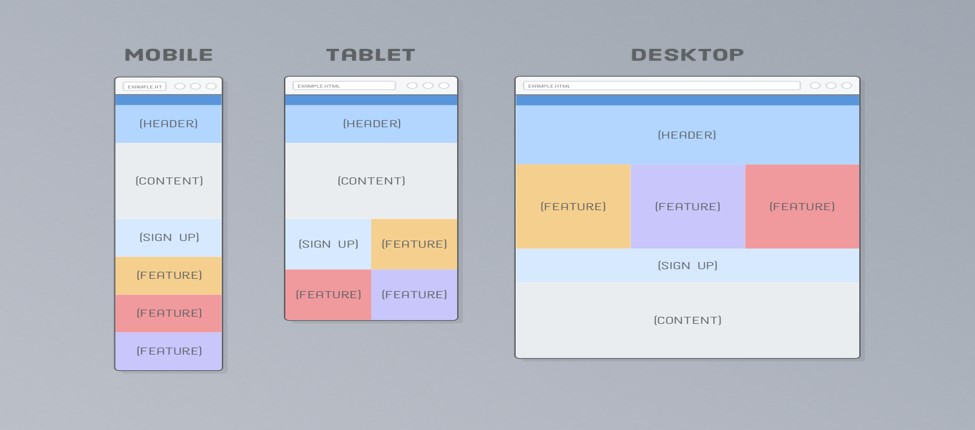 MOBILE
EXAMPLE.HT
(HEADER)
(CONTENT)
(SIGN UP)
(FEATURE)
(FEATURE)
(FEATURE)
TABLET
EXAMPLE.HTML
(HEADER)
(CONTENT)
(SIGN UP) (FEATURE)
(FEATURE) (FEATURE)
DESKTOP
EXAMPLE.HTML
(HEADER)
(FEATURE) (FEATURE) (FEATURE)
(SIGN UP)
(CONTENT)